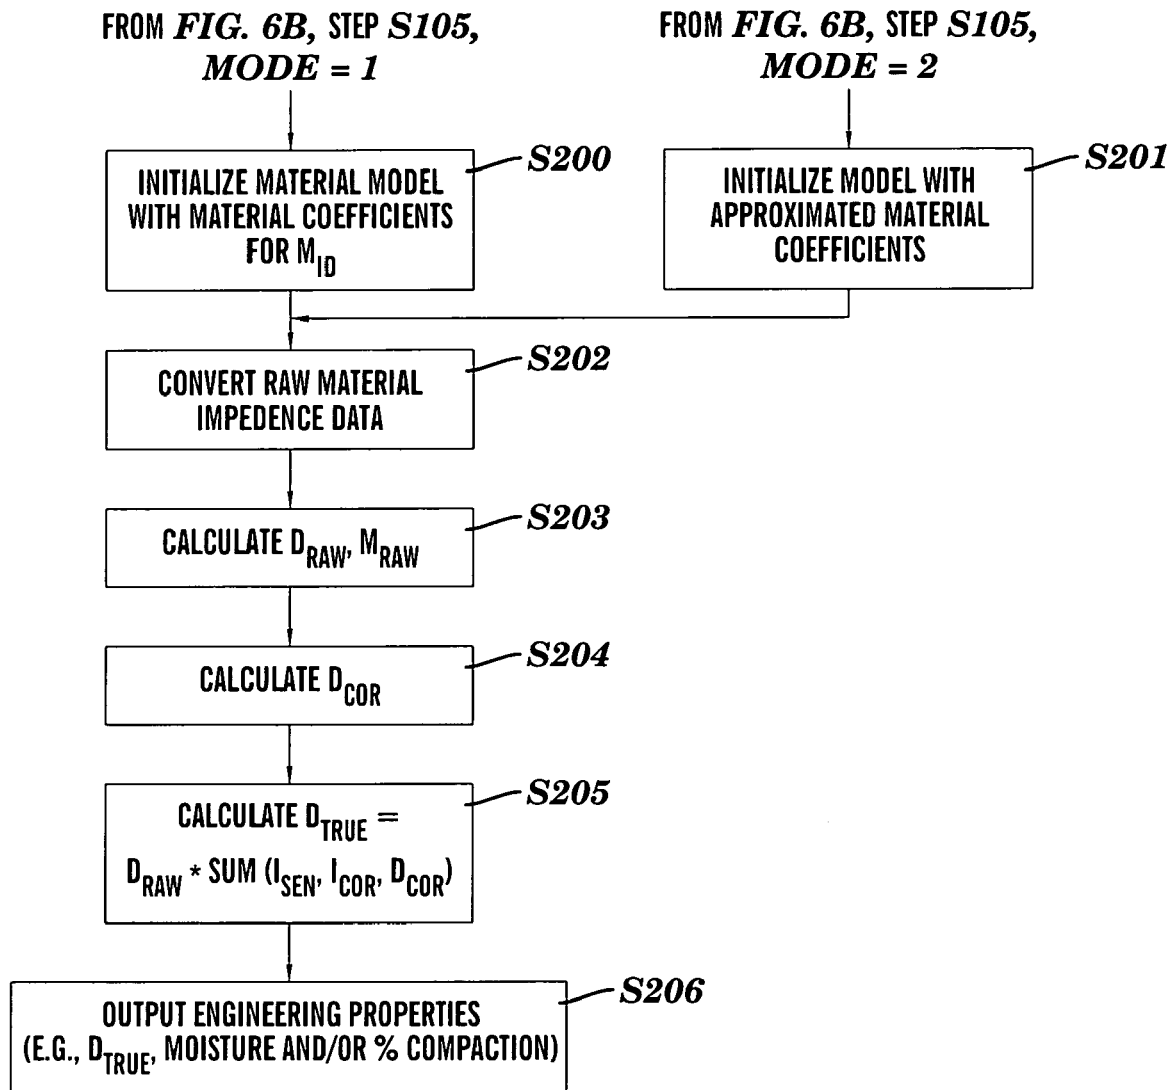 FROM FIG. 6B, STEP S105,
MODE = 1
FROM FIG. 6B, STEP S105,
MODE = 2
S200
INITIALIZE MATERIAL MODEL
WITH MATERIAL COEFFICIENTS
FOR M_ID
S201
INITIALIZE MODEL WITH
APPROXIMATED MATERIAL
COEFFICIENTS
S202
CONVERT RAW MATERIAL
IMPEDENCE DATA
S203
CALCULATE D_RAW, M_RAW
S204
CALCULATE D_COR
S205
CALCULATE D_TRUE =
D_RAW * SUM (I_SEN, I_COR, D_COR)
S206
OUTPUT ENGINEERING PROPERTIES
(E.G., D_TRUE, MOISTURE AND/OR % COMPACTION)